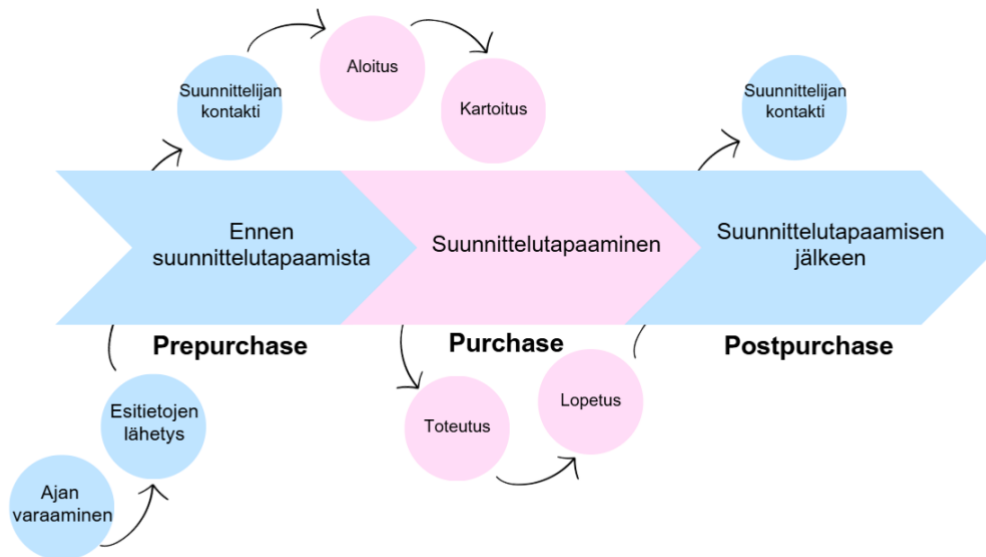 Suunnittelijan
kontakti
Aloitus
Kartoitus
Suunnittelijan
kontakti
Ennen
suunnittelutapaamista
Suunnittelutapaaminen
Suunnittelutapaamisen
jälkeen
Prepurchase
Purchase
Postpurchase
Esitietojen
lähetys
Toteutus
Lopetus
Ajan
varaaminen